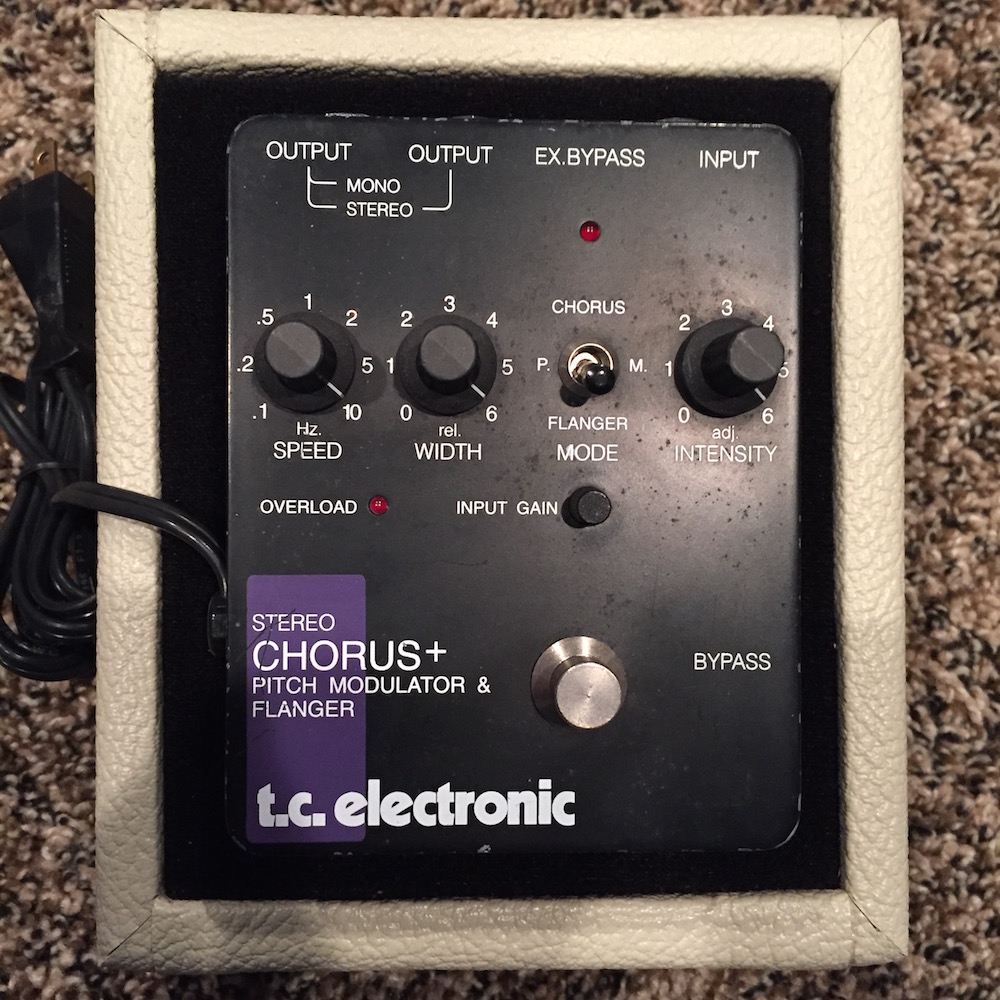 OUTPUT OUTPUT EX.BYPASS INPUT
MONO
STEREO
CHORUS
.1 .2 .5 1 2 5 10
0 1 2 3 4 5 6
P. M.
0 1 2 3 4 5 6
FLANGER
Hz. rel. adj.
SPEED WIDTH MODE INTENSITY
OVERLOAD INPUT GAIN
STEREO
CHORUS+
PITCH MODULATOR &
FLANGER
BYPASS
t.c. electronic